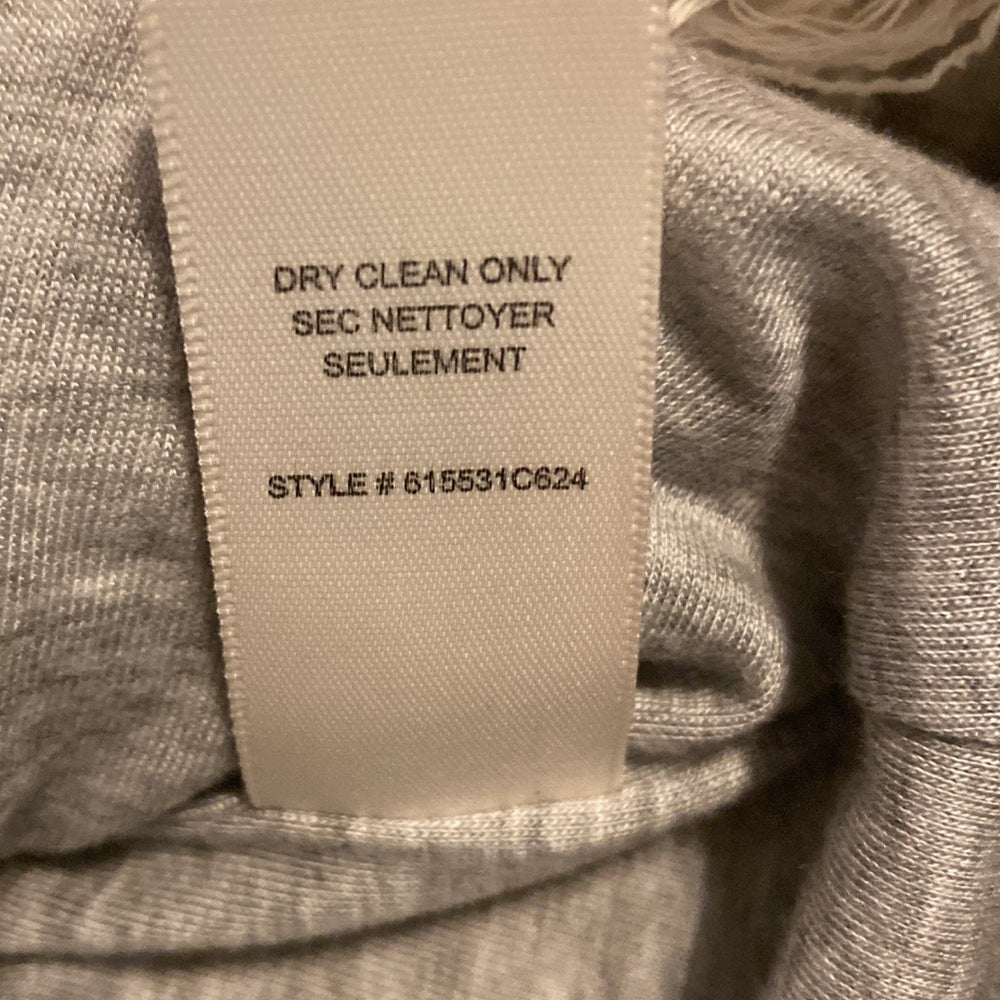 DRY CLEAN ONLY
SEC NETTOYER
SEULEMENT
STYLE # 615531C624